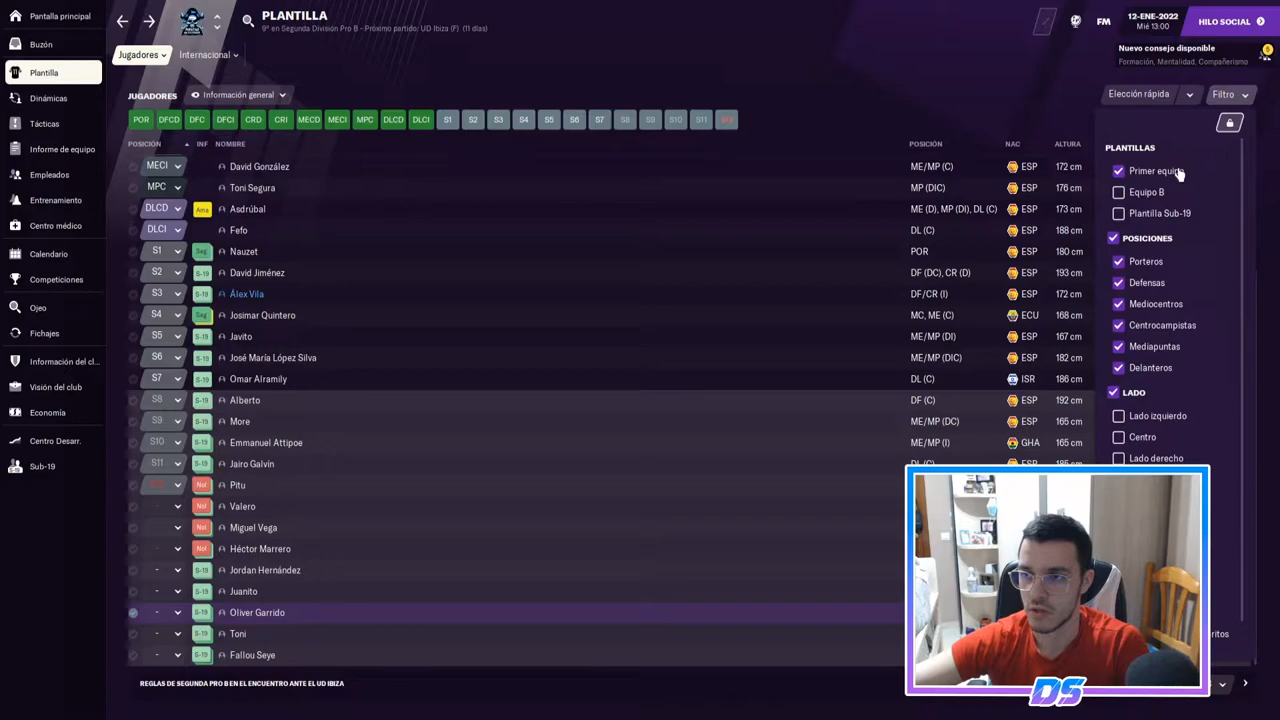 Pantalla principal
PLANTILLA
9º en Segunda División Pro B - Próximo partido: UD Ibiza (F) (11 días)
FM
12-ENE-2022
Mié 13:00
HILO SOCIAL
Buzón
Plantilla
Jugadores
Internacional
Nuevo consejo disponible
Formación, Mentalidad, Compañerismo
Dinámicas
Tácticas
Informe de equipo
Empleados
Entrenamiento
Centro médico
Calendario
Competiciones
Ojeo
Fichajes
Información del cl...
Visión del club
Economía
Centro Desarr.
Sub-19
JUGADORES
Información general
Elección rápida
Filtro
POR DFCD DFC DFCI CRD CRI MECD MECI MPC DLCD DLCI S1 S2 S3 S4 S5 S6 S7 S8 S9 S10 S11
POSICIÓN INF NOMBRE POSICIÓN NAC ALTURA
MECI David González ME/MP (C) ESP 172 cm
MPC Toni Segura MP (DIC) ESP 176 cm
DLCD Ama Asdrúbal ME (D), MP (DI), DL (C) ESP 173 cm
DLCI Fefo DL (C) ESP 188 cm
S1 Seg Nauzet POR ESP 180 cm
S2 S-19 David Jiménez DF (DC), CR (D) ESP 193 cm
S3 S-19 Álex Vila DF/CR (I) ESP 172 cm
S4 Seg Josimar Quintero MC, ME (C) ECU 168 cm
S5 S-19 Javito ME/MP (DI) ESP 167 cm
S6 S-19 José María López Silva ME/MP (DIC) ESP 182 cm
S7 S-19 Omar Alramily DL (C) ISR 186 cm
S8 S-19 Alberto DF (C) ESP 192 cm
S9 S-19 More ME/MP (DC) ESP 165 cm
S10 S-19 Emmanuel Attipoe ME/MP (I) GHA 165 cm
S11 S-19 Jairo Galván DL (C) ESP 185 cm
NoI Pitu
- NoI Valero
- NoI Miguel Vega
- NoI Héctor Marrero
- S-19 Jordan Hernández
- S-19 Juanito
- S-19 Oliver Garrido
- S-19 Toni
- S-19 Fallou Seye
REGLAS DE SEGUNDA PRO B EN EL ENCUENTRO ANTE EL UD IBIZA
PLANTILLAS
Primer equipo
Equipo B
Plantilla Sub-19
POSICIONES
Porteros
Defensas
Mediocentros
Centrocampistas
Mediapuntas
Delanteros
LADO
Lado izquierdo
Centro
Lado derecho
DS